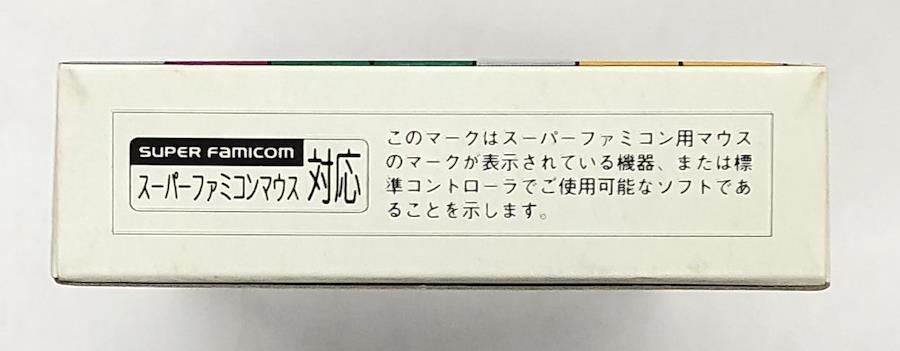 SUPER FAMICOM
スーパーファミコンマウス 対応
このマークはスーパーファミコン用マウス
のマークが表示されている機器、または標
準コントローラでご使用可能なソフトであ
ることを示します。